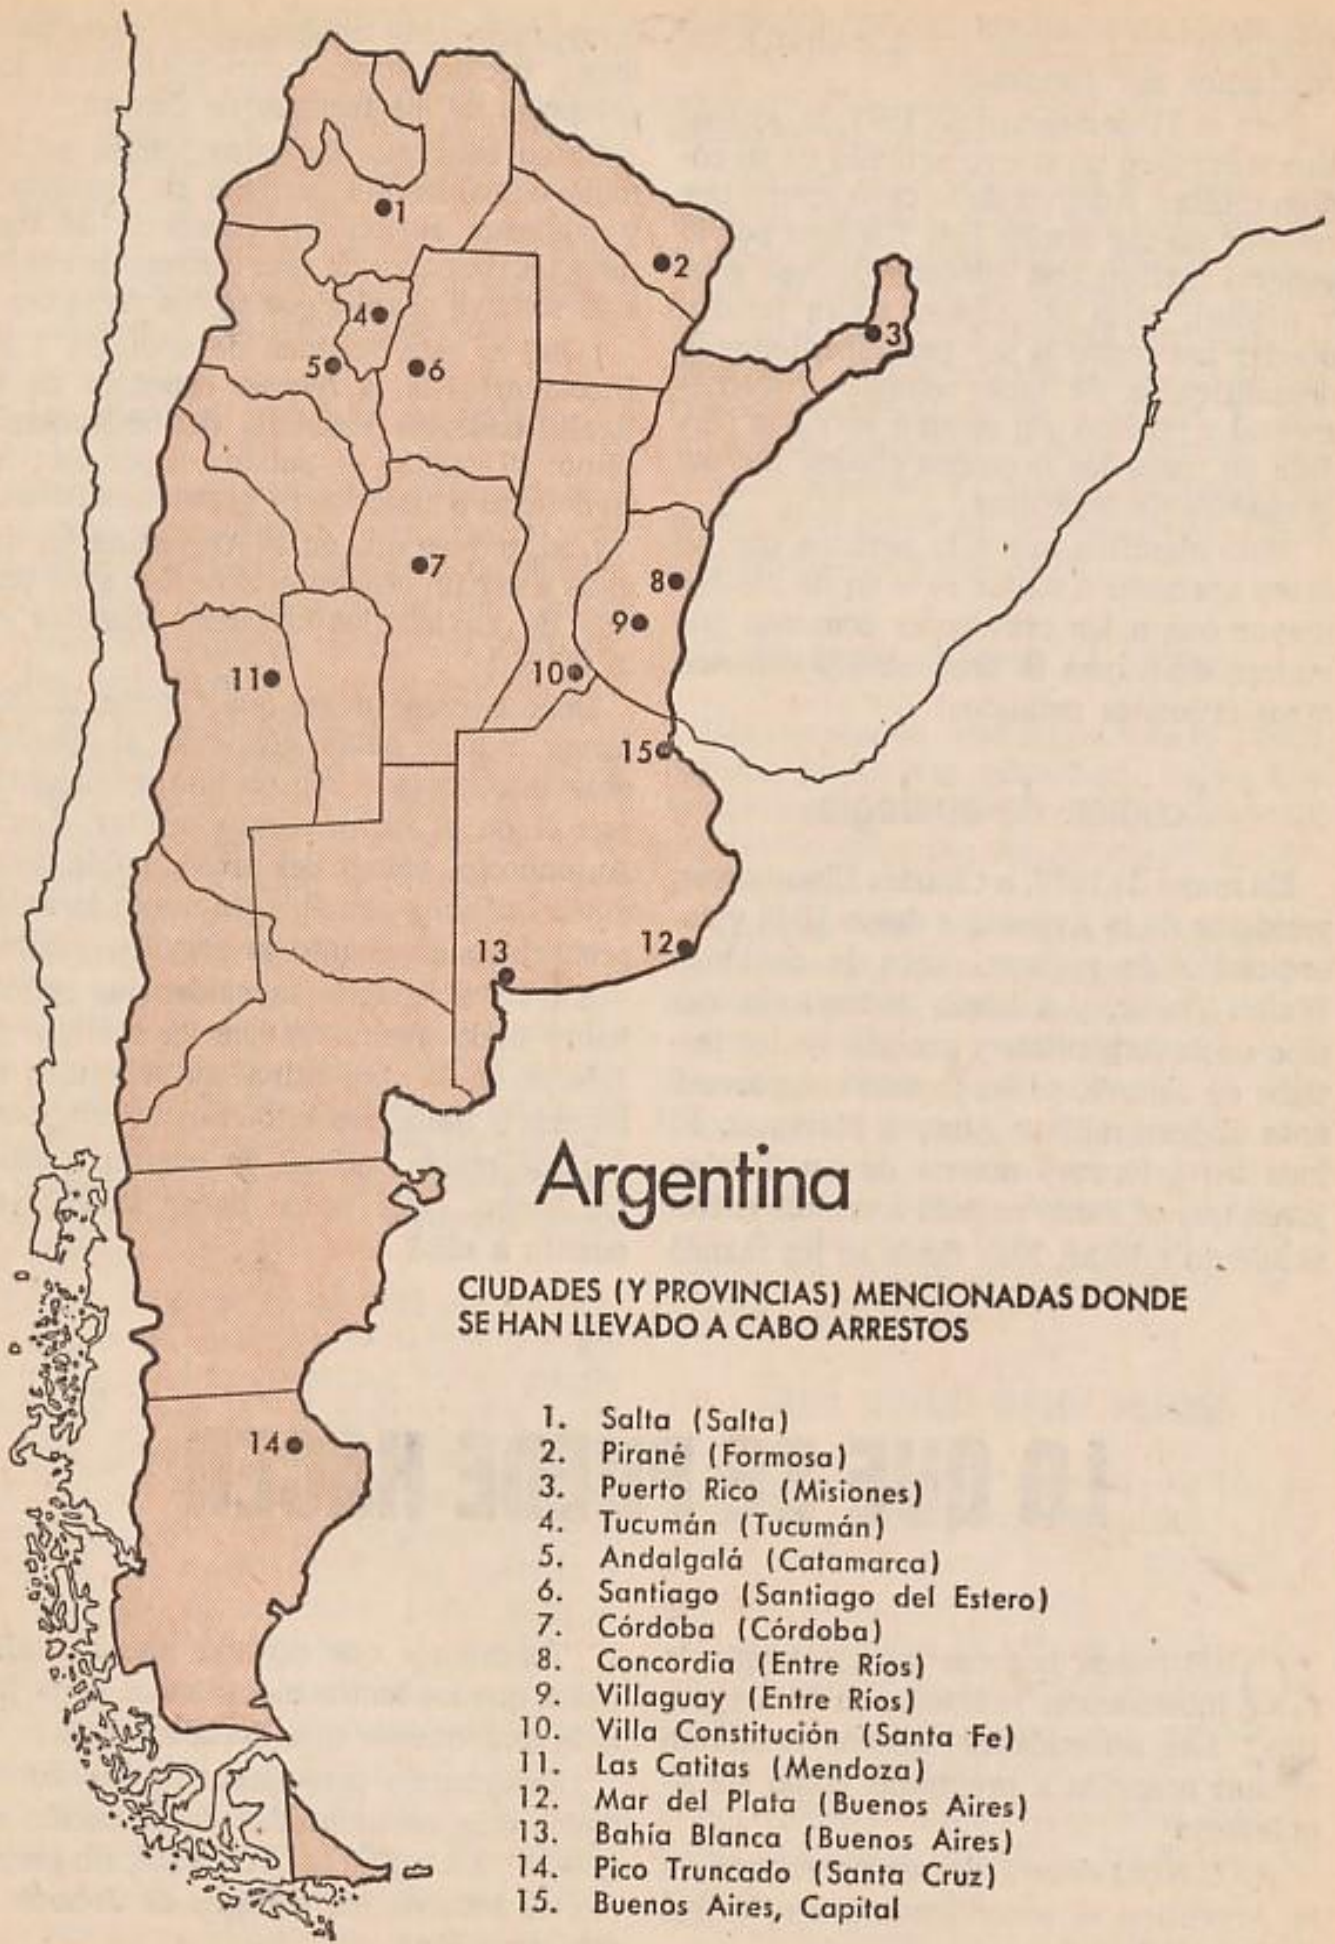 1
2
3
4
5
6
7
8
9
10
11
15
12
13
14
Argentina
CIUDADES (Y PROVINCIAS) MENCIONADAS DONDE
SE HAN LLEVADO A CABO ARRESTOS
1. Salta (Salta)
2. Pirané (Formosa)
3. Puerto Rico (Misiones)
4. Tucumán (Tucumán)
5. Andalgalá (Catamarca)
6. Santiago (Santiago del Estero)
7. Córdoba (Córdoba)
8. Concordia (Entre Ríos)
9. Villaguay (Entre Ríos)
10. Villa Constitución (Santa Fe)
11. Las Catitas (Mendoza)
12. Mar del Plata (Buenos Aires)
13. Bahía Blanca (Buenos Aires)
14. Pico Truncado (Santa Cruz)
15. Buenos Aires, Capital